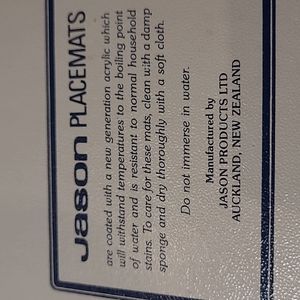 Jason PLACEMATS
are coated with a new generation acrylic which
will withstand temperatures to the boiling point
of water and is resistant to normal household
stains. To care for these mats, clean with a damp
sponge and dry thoroughly with a soft cloth.
Do not immerse in water.
Manufactured by
JASON PRODUCTS LTD
AUCKLAND, NEW ZEALAND